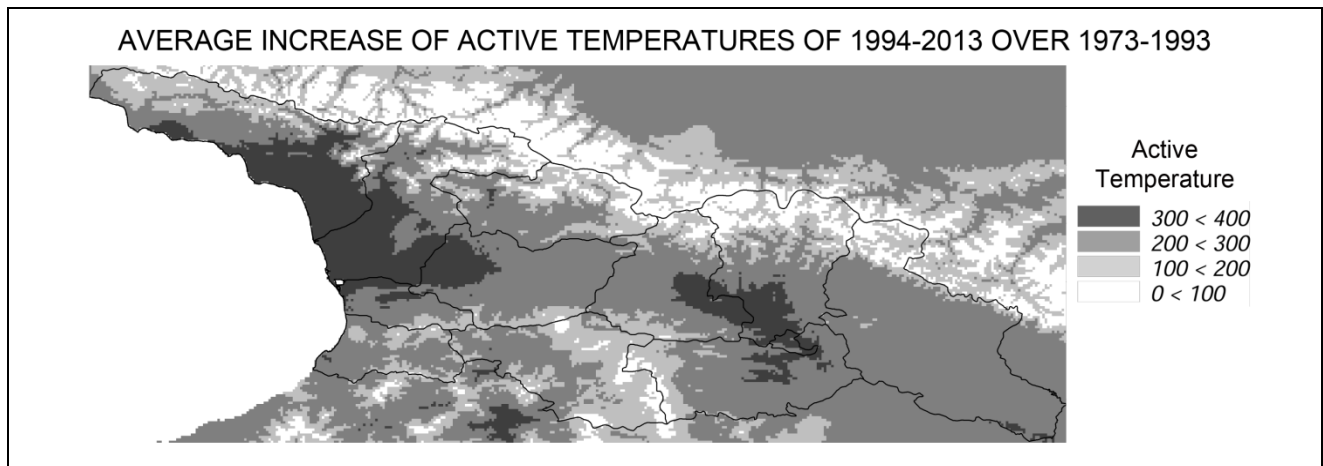 AVERAGE INCREASE OF ACTIVE TEMPERATURES OF 1994-2013 OVER 1973-1993
Active
Temperature
300 < 400
200 < 300
100 < 200
0 < 100